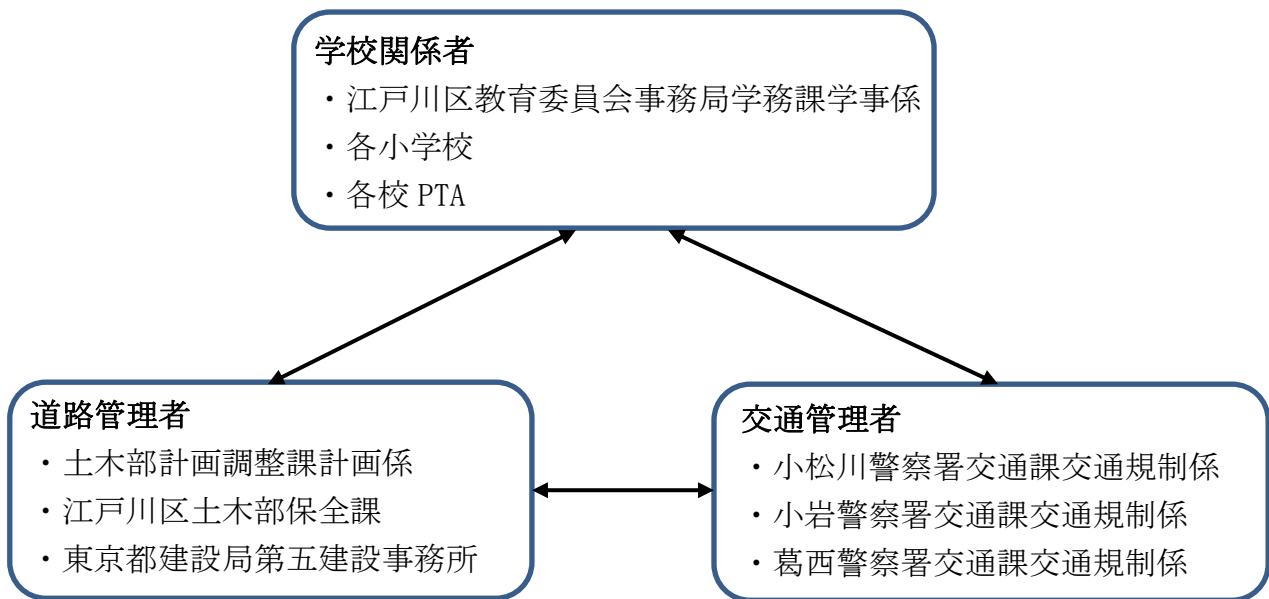 学校関係者
・江戸川区教育委員会事務局学務課学事係
・各小学校
・各校 PTA
道路管理者
・土木部計画調整課計画係
・江戸川区土木部保全課
・東京都建設局第五建設事務所
交通管理者
・小松川警察署交通課交通規制係
・小岩警察署交通課交通規制係
・葛西警察署交通課交通規制係